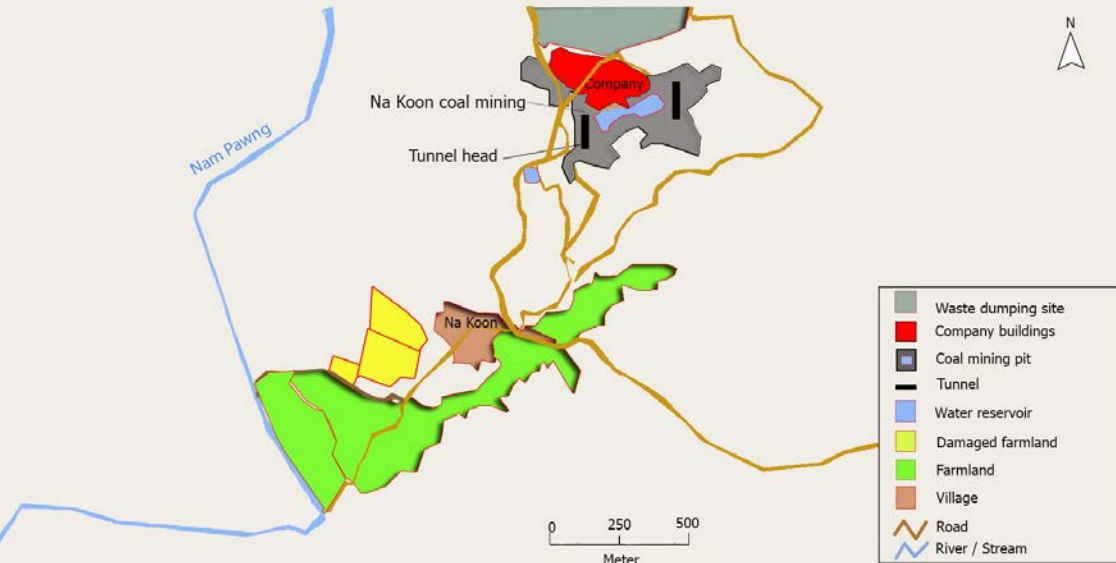 N
Company
Na Koon coal mining
Tunnel head
Nam Pawng
Na Koon
Waste dumping site
Company buildings
Coal mining pit
Tunnel
Water reservoir
Damaged farmland
Farmland
Village
Road
River / Stream
0 250 500
Meter